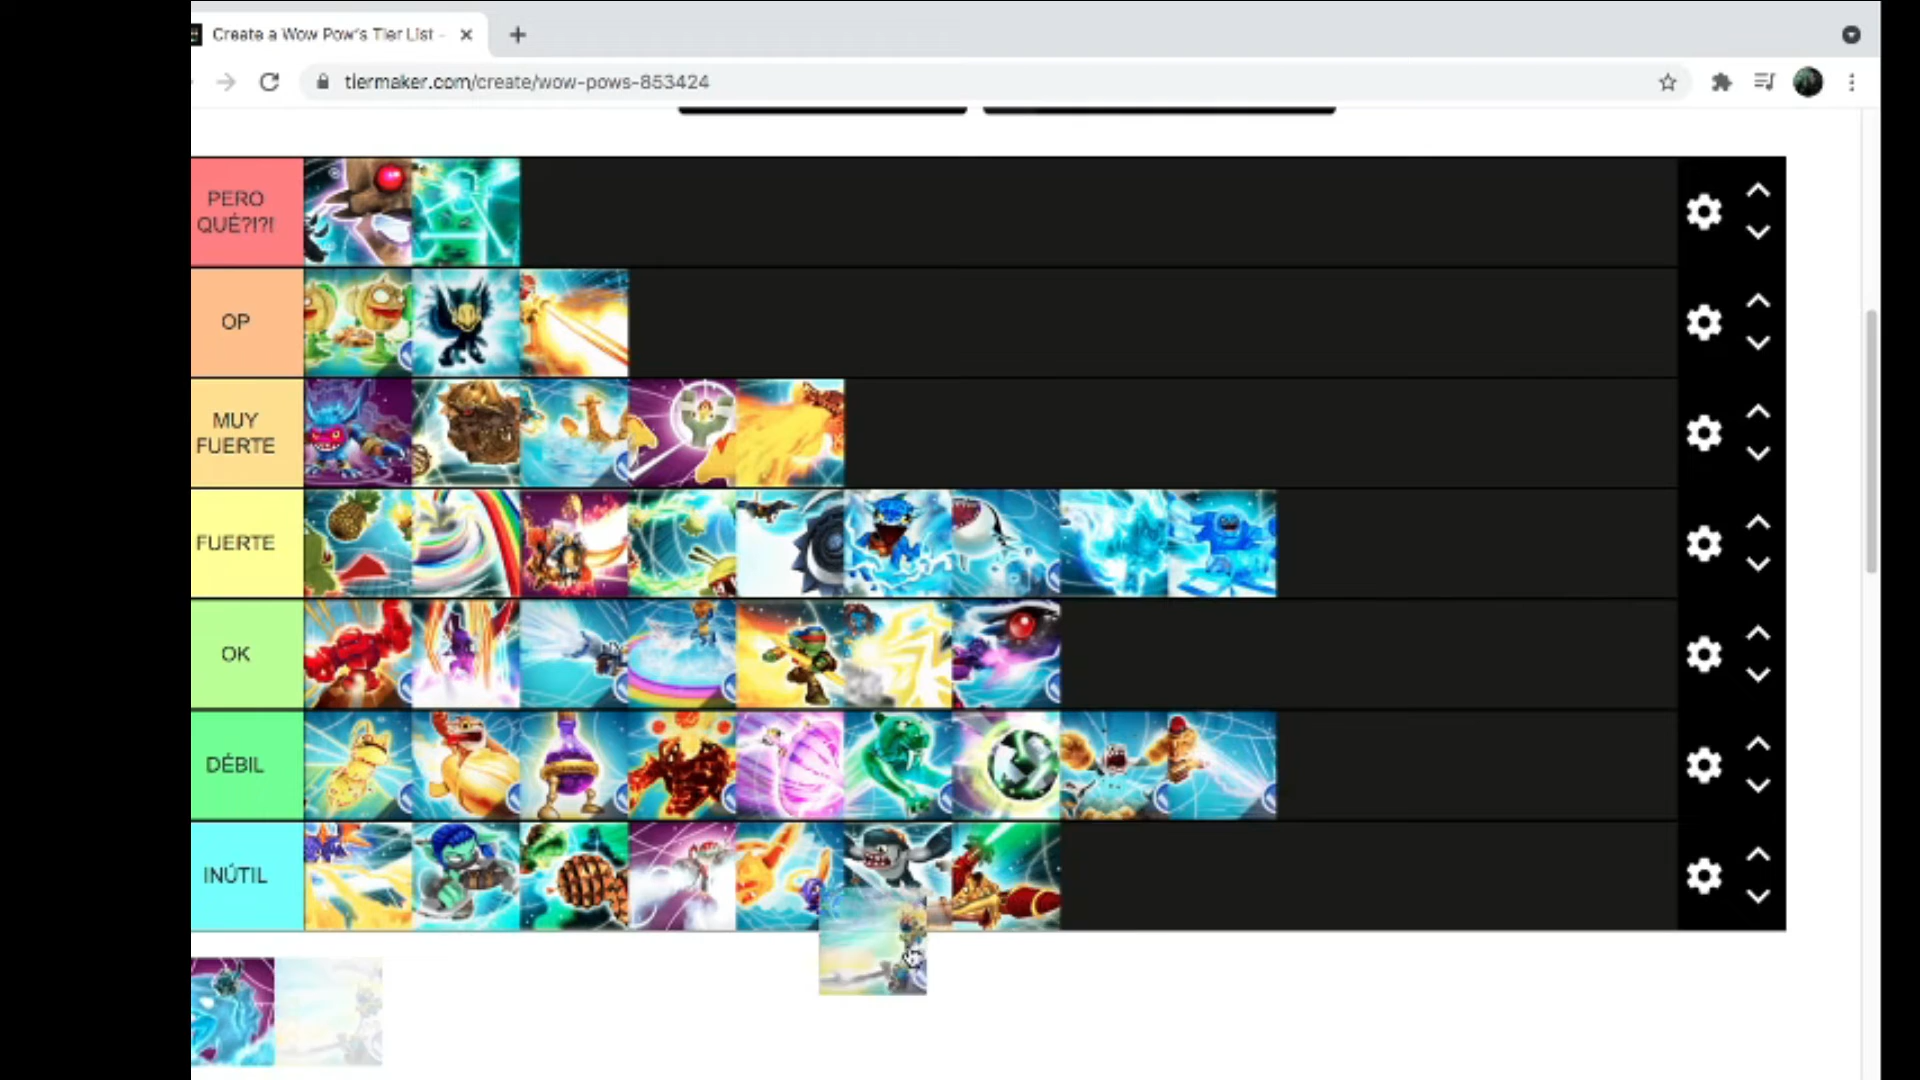 Create a Wow Pow's Tier List -
tiermaker.com/create/wow-pows-853424
PERO
QUÉ?!?!
OP
MUY
FUERTE
FUERTE
OK
DÉBIL
INÚTIL